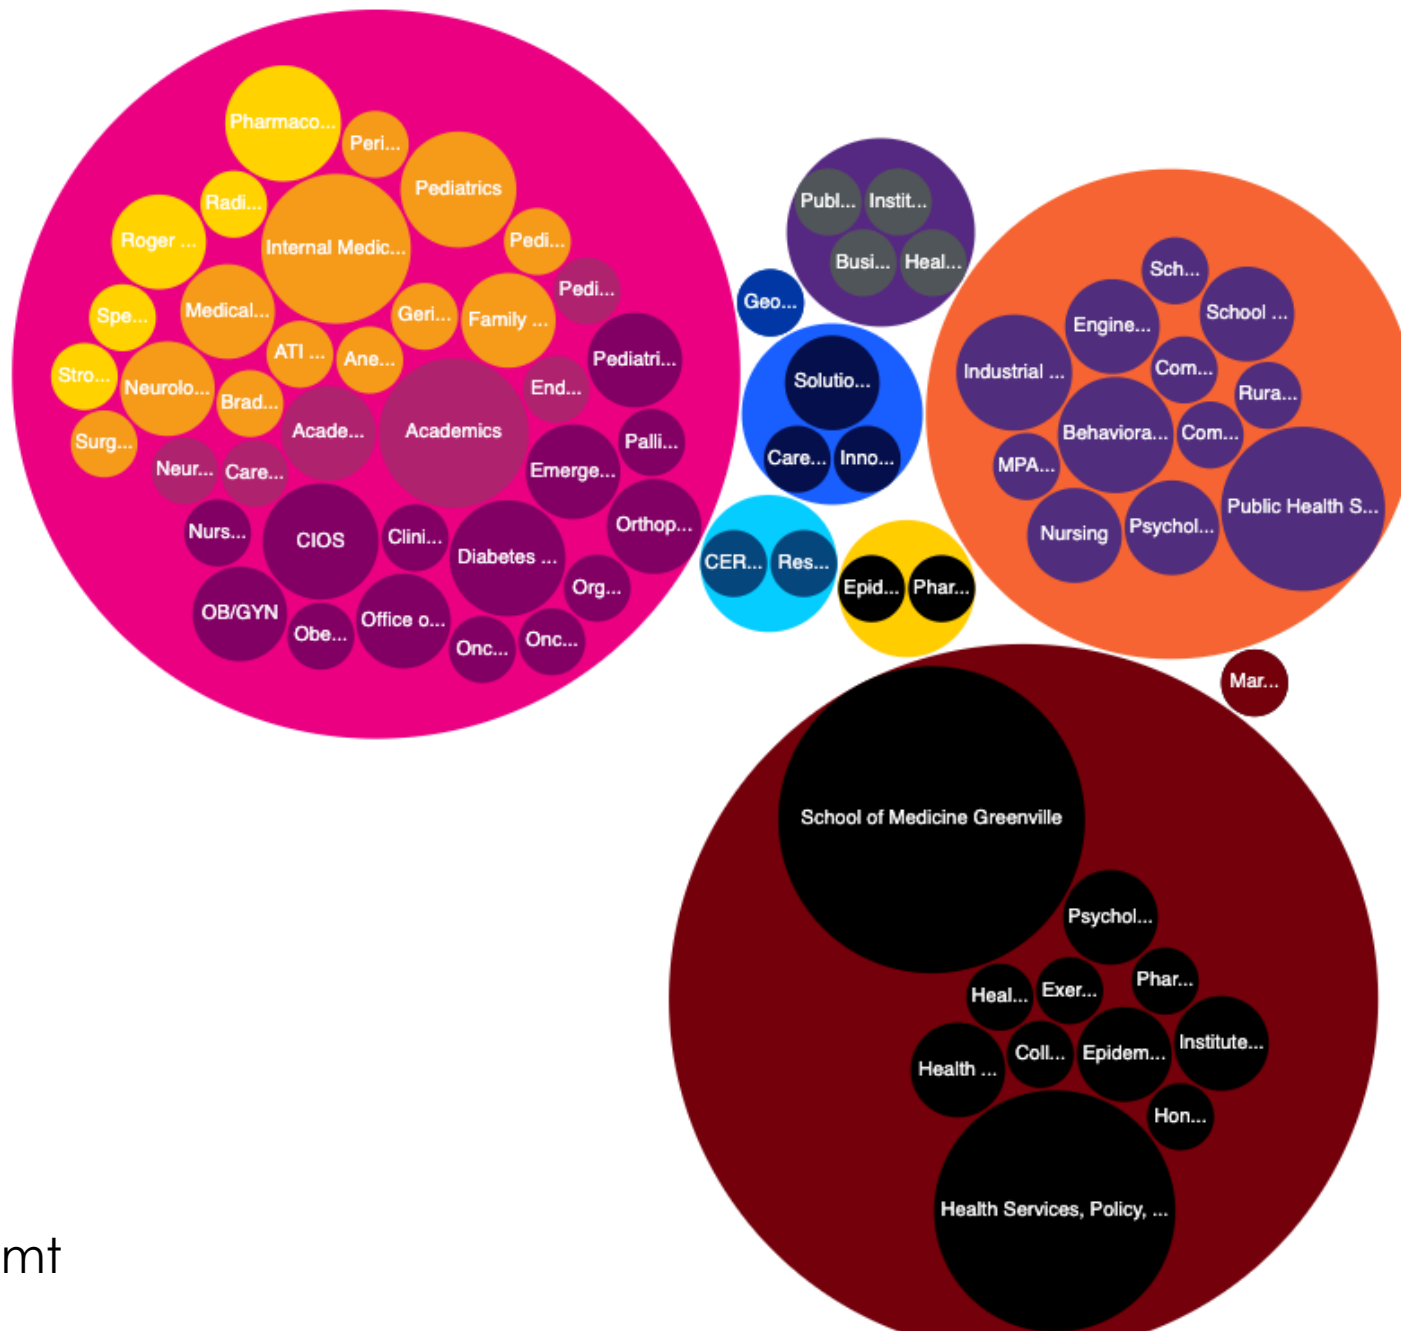 Pharmaco...
Peri...
Pediatrics
Radi...
Roger ...
Internal Medic...
Pedi...
Pedi...
Spe...
Medical...
Geri...
Family ...
ATI ...
Ane...
Pediatri...
Stro...
Neurolo...
Brad...
End...
Surg...
Acade...
Academics
Palli...
Neur...
Care...
Emerge...
Nurs...
CIOS
Clini...
Diabetes ...
Orthop...
Org...
OB/GYN
Obe...
Office o...
Onc...
Onc...
Publ...
Instit...
Busi...
Heal...
Geo...
Solutio...
Care...
Inno...
CER...
Res...
Epid...
Phar...
Sch...
Engine...
School ...
Industrial ...
Com...
Rura...
Behaviora...
Com...
MPA...
Nursing
Psychol...
Public Health S...
Mar...
School of Medicine Greenville
Psychol...
Heal...
Exer...
Phar...
Health ...
Coll...
Epidem...
Institute...
Hon...
Health Services, Policy, ...
mt